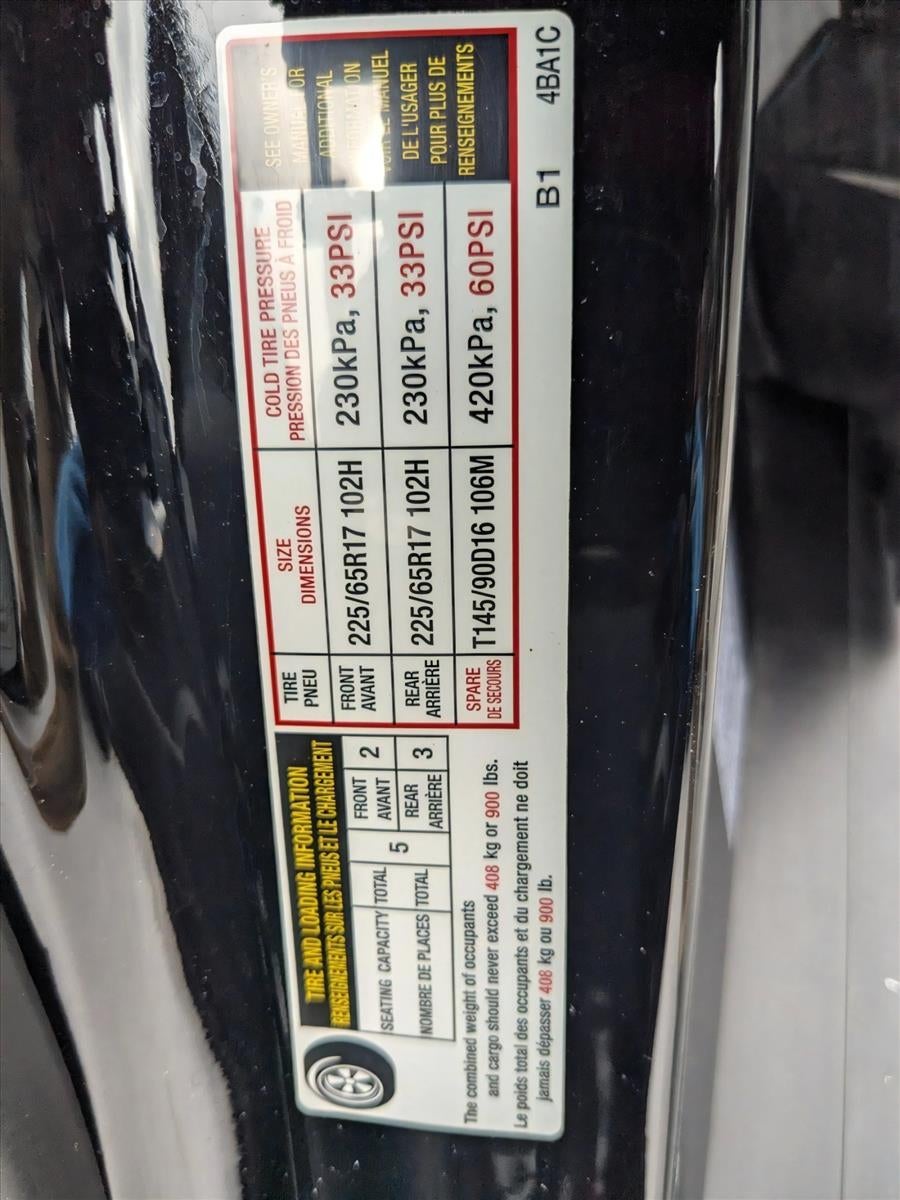 TIRE AND LOADING INFORMATION
RENSEIGNEMENTS SUR LES PNEUS ET LE CHARGEMENT
SEATING CAPACITY TOTAL 5 FRONT AVANT 2
NOMBRE DE PLACES TOTAL REAR ARRIÈRE 3
The combined weight of occupants
and cargo should never exceed 408 kg or 900 lbs.
Le poids total des occupants et du chargement ne doit
jamais dépasser 408 kg ou 900 lb.
TIRE SIZE COLD TIRE PRESSURE
PNEU DIMENSIONS PRESSION DES PNEUS À FROID
FRONT AVANT 225/65R17 102H 230kPa, 33PSI
REAR ARRIÈRE 225/65R17 102H 230kPa, 33PSI
SPARE DE SECOURS T145/90D16 106M 420kPa, 60PSI
SEE OWNER'S
MANUAL FOR
ADDITIONAL
INFORMATION
VOIR LE MANUEL
DE L'USAGER
POUR PLUS DE
RENSEIGNEMENTS
B1 4BA1C